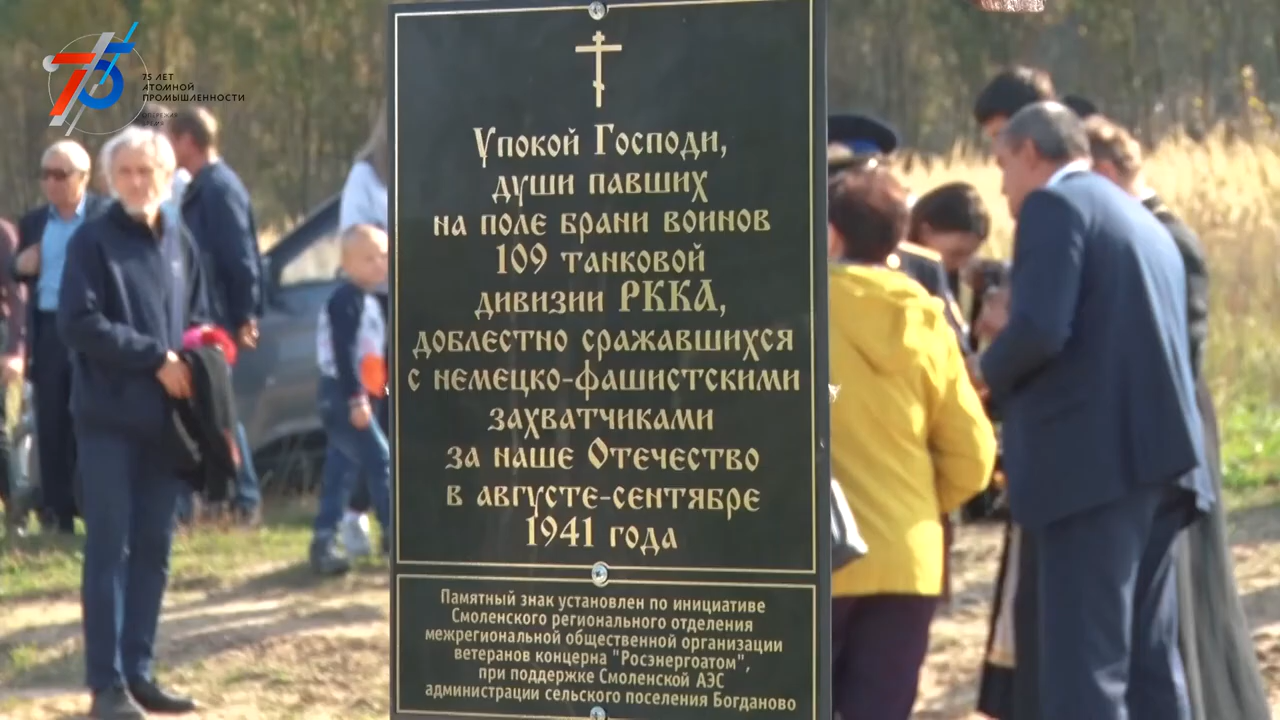 75
75 ЛЕТ
АТОМНОЙ
ПРОМЫШЛЕННОСТИ
Упокой Господи,
души павших
на поле брани воинов
109 танковой
дивизии РККА,
доблестно сражавшихся
с немецко-фашистскими
захватчиками
за наше Отечество
в августе-сентябре
1941 года
Памятный знак установлен по инициативе
Смоленского регионального отделения
межрегиональной общественной организации
ветеранов концерна "Росэнергоатом",
при поддержке Смоленской АЭС
администрации сельского поселения Богданово